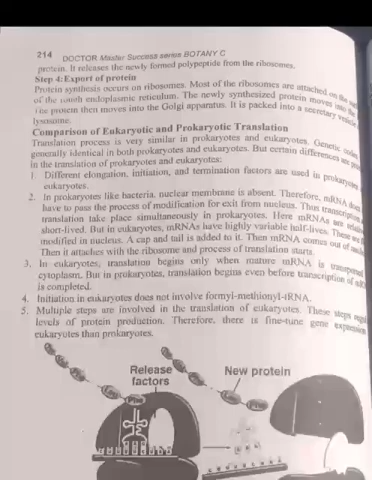 214 DOCTOR Master Success series BOTANY C
protein. It releases the newly formed polypeptide from the ribosomes.
Step 4:Export of protein
Protein synthesis occurs on ribosomes. Most of the ribosomes are attached on the
of the rough endoplasmic reticulum. The newly synthesized protein moves into the
The protein then moves into the Golgi apparatus. It is packed into a secretary vesicle
lysosome.
Comparison of Eukaryotic and Prokaryotic Translation
Translation process is very similar in prokaryotes and eukaryotes. Genetic codes
generally identical in both prokaryotes and eukaryotes. But certain differences are
in the translation of prokaryotes and eukaryotes:
1. Different elongation, initiation, and termination factors are used in prokaryotes
eukaryotes.
2. In prokaryotes like bacteria, nuclear membrane is absent. Therefore, mRNA does
have to pass the process of modification for exit from nucleus. Thus transcription
translation take place simultaneously in prokaryotes. Here mRNAs are
short-lived. But in eukaryotes, mRNAs have highly variable half-lives. These are
modified in nucleus. A cap and tail is added to it. Then mRNA comes out of
Then it attaches with the ribosome and process of translation starts.
3. In eukaryotes, translation begins only when mature mRNA is transported
cytoplasm. But in prokaryotes, translation begins even before transcription of
is completed.
4. Initiation in eukaryotes does not involve formyl-methionyl-tRNA.
5. Multiple steps are involved in the translation of eukaryotes. These steps
levels of protein production. Therefore, there is fine-tune gene expression
eukaryotes than prokaryotes.
Release
factors
New protein